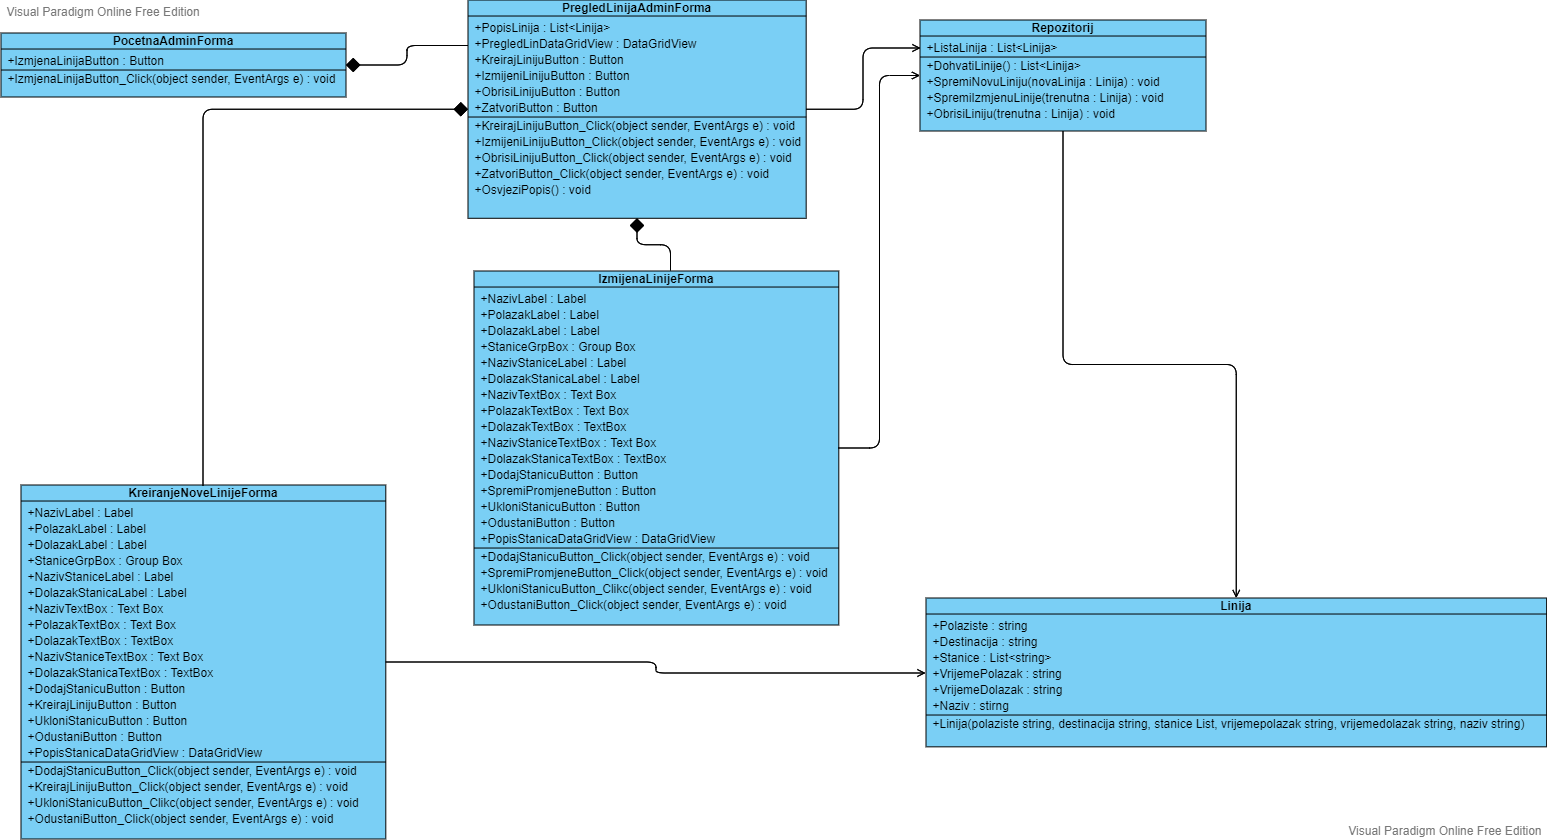 Visual Paradigm Online Free Edition
PocetnaAdminForma
+IzmjenaLinijaButton : Button
+IzmjenaLinijaButton_Click(object sender, EventArgs e) : void
PregledLinijaAdminForma
+PopisLinija : List<Linija>
+PregledLinDataGridView : DataGridView
+KreirajLinijuButton : Button
+IzmijeniLinijuButton : Button
+ObrisiLinijuButton : Button
+ZatvoriButton : Button
+KreirajLinijuButton_Click(object sender, EventArgs e) : void
+IzmijeniLinijuButton_Click(object sender, EventArgs e) : void
+ObrisiLinijuButton_Click(object sender, EventArgs e) : void
+ZatvoriButton_Click(object sender, EventArgs e) : void
+OsvjeziPopis() : void
Repozitorij
+ListaLinija : List<Linija>
+DohvatiLinije() : List<Linija>
+SpremiNovuLiniju(novaLinija : Linija) : void
+SpremiIzmjenuLinije(trenutna : Linija) : void
+ObrisiLiniju(trenutna : Linija) : void
IzmijenaLinijeForma
+NazivLabel : Label
+PolazakLabel : Label
+DolazakLabel : Label
+StaniceGrpBox : Group Box
+NazivStaniceLabel : Label
+DolazakStanicaLabel : Label
+NazivTextBox : Text Box
+PolazakTextBox : Text Box
+DolazakTextBox : TextBox
+NazivStaniceTextBox : Text Box
+DolazakStanicaTextBox : TextBox
+DodajStanicuButton : Button
+SpremiPromjeneButton : Button
+UkloniStanicuButton : Button
+OdustaniButton : Button
+PopisStanicaDataGridView : DataGridView
+DodajStanicuButton_Click(object sender, EventArgs e) : void
+SpremiPromjeneButton_Click(object sender, EventArgs e) : void
+UkloniStanicuButton_Clikc(object sender, EventArgs e) : void
+OdustaniButton_Click(object sender, EventArgs e) : void
KreiranjeNoveLinijeForma
+NazivLabel : Label
+PolazakLabel : Label
+DolazakLabel : Label
+StaniceGrpBox : Group Box
+NazivStaniceLabel : Label
+DolazakStanicaLabel : Label
+NazivTextBox : Text Box
+PolazakTextBox : Text Box
+DolazakTextBox : TextBox
+NazivStaniceTextBox : Text Box
+DolazakStanicaTextBox : TextBox
+DodajStanicuButton : Button
+KreirajLinijuButton : Button
+UkloniStanicuButton : Button
+OdustaniButton : Button
+PopisStanicaDataGridView : DataGridView
+DodajStanicuButton_Click(object sender, EventArgs e) : void
+KreirajLinijuButton_Click(object sender, EventArgs e) : void
+UkloniStanicuButton_Clikc(object sender, EventArgs e) : void
+OdustaniButton_Click(object sender, EventArgs e) : void
Linija
+Polaziste : string
+Destinacija : string
+Stanice : List<string>
+VrijemePolazak : string
+VrijemeDolazak : string
+Naziv : stirng
+Linija(polaziste string, destinacija string, stanice List, vrijemepolazak string, vrijemedolazak string, naziv string)
Visual Paradigm Online Free Edition